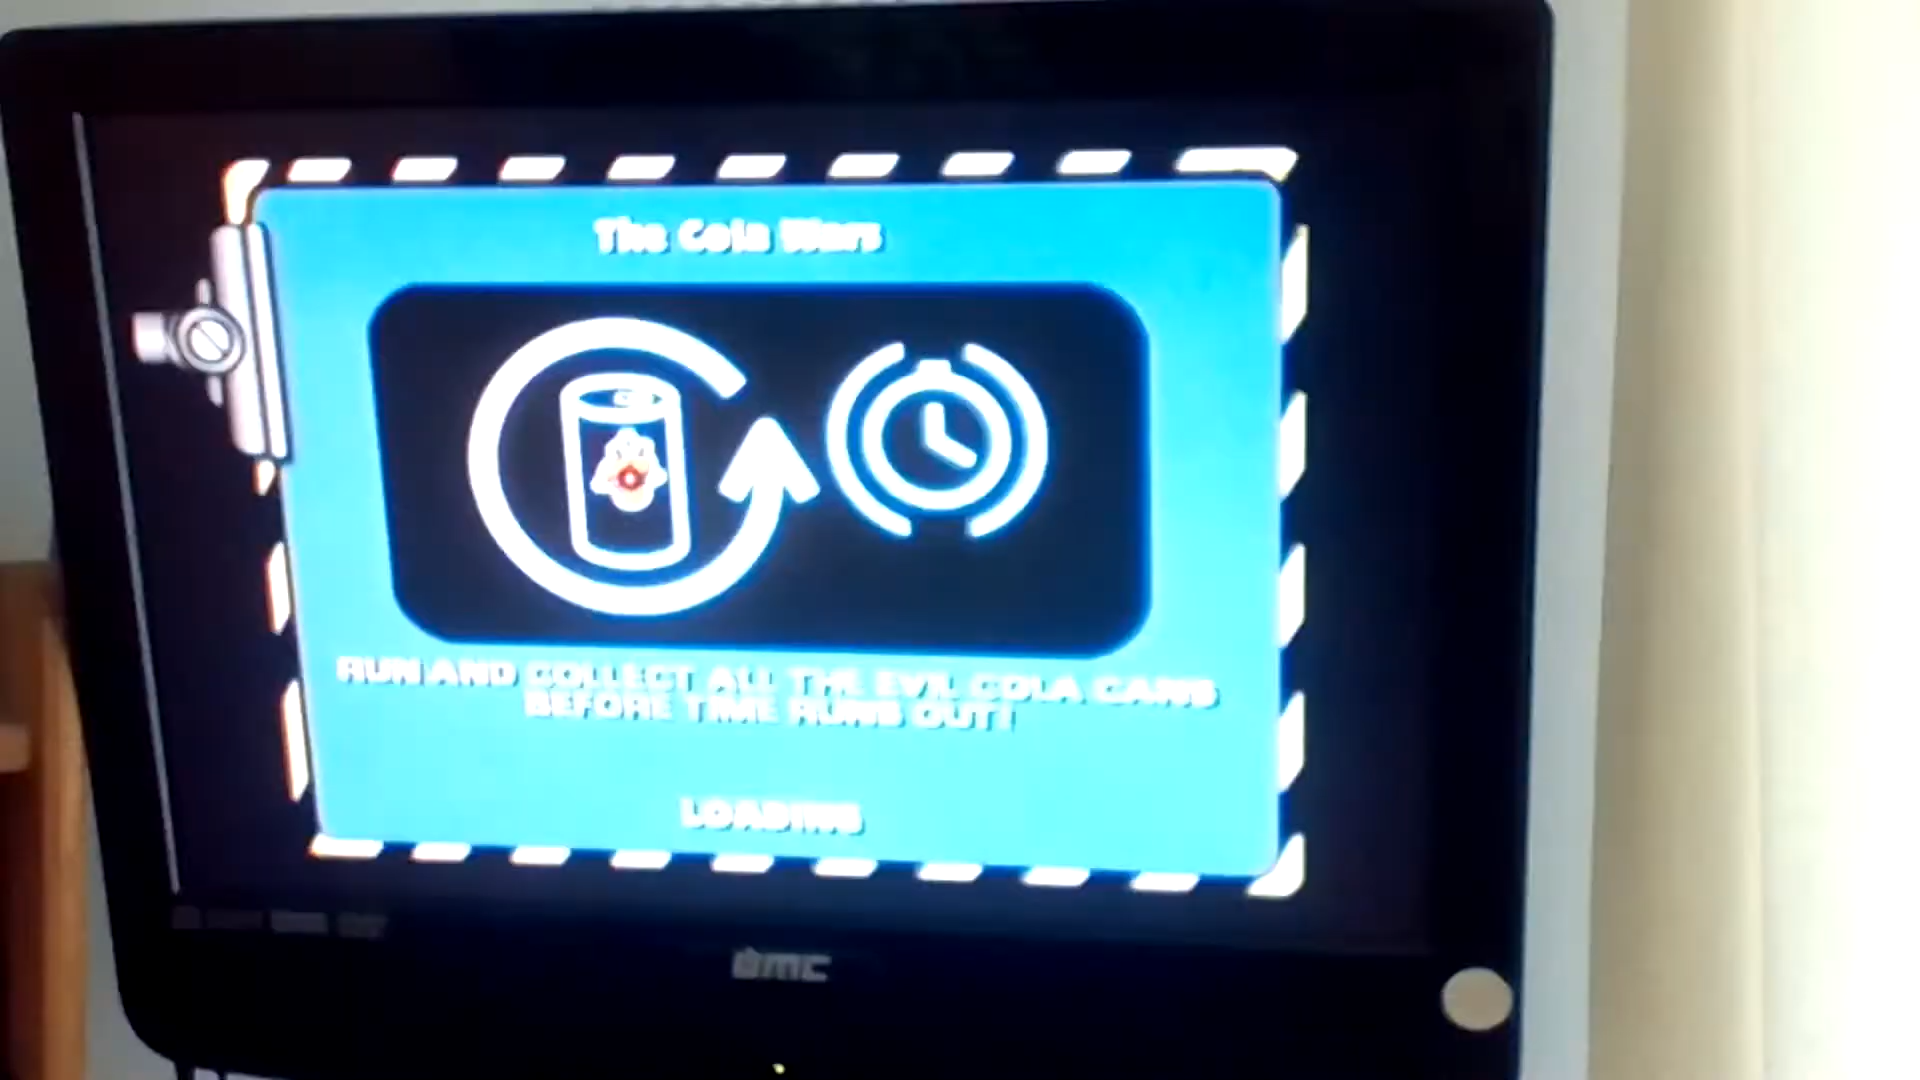 The Cola Wars
RUN AND COLLECT ALL THE EVIL COLA CANS
BEFORE TIME RUNS OUT!
LOADING